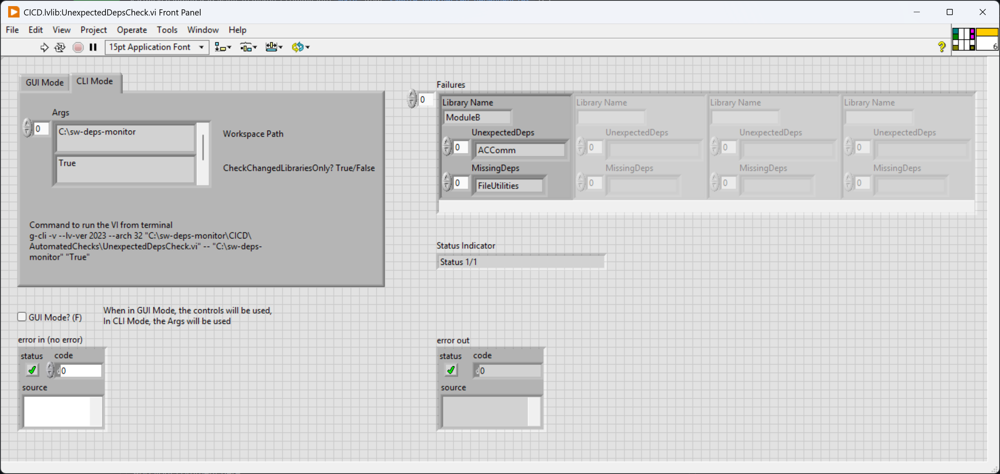 CICD.lvlib:UnexpectedDepsCheck.vi Front Panel
File Edit View Project Operate Tools Window Help
15pt Application Font
6
GUI Mode
CLI Mode
Args
0
C:\sw-deps-monitor
True
Workspace Path
CheckChangedLibrariesOnly? True/False
Command to run the VI from terminal
g-cli -v --lv-ver 2023 --arch 32 "C:\sw-deps-monitor\CICD\
AutomatedChecks\UnexpectedDepsCheck.vi" -- "C:\sw-deps-
monitor" "True"
Failures
0
Library Name
ModuleB
UnexpectedDeps
0
ACComm
MissingDeps
0
FileUtilities
Library Name
UnexpectedDeps
0
MissingDeps
0
Library Name
UnexpectedDeps
0
MissingDeps
0
Library Name
UnexpectedDeps
0
MissingDeps
0
Status Indicator
Status 1/1
GUI Mode? (F)
When in GUI Mode, the controls will be used,
In CLI Mode, the Args will be used
error in (no error)
status code
d0
source
error out
status code
d0
source